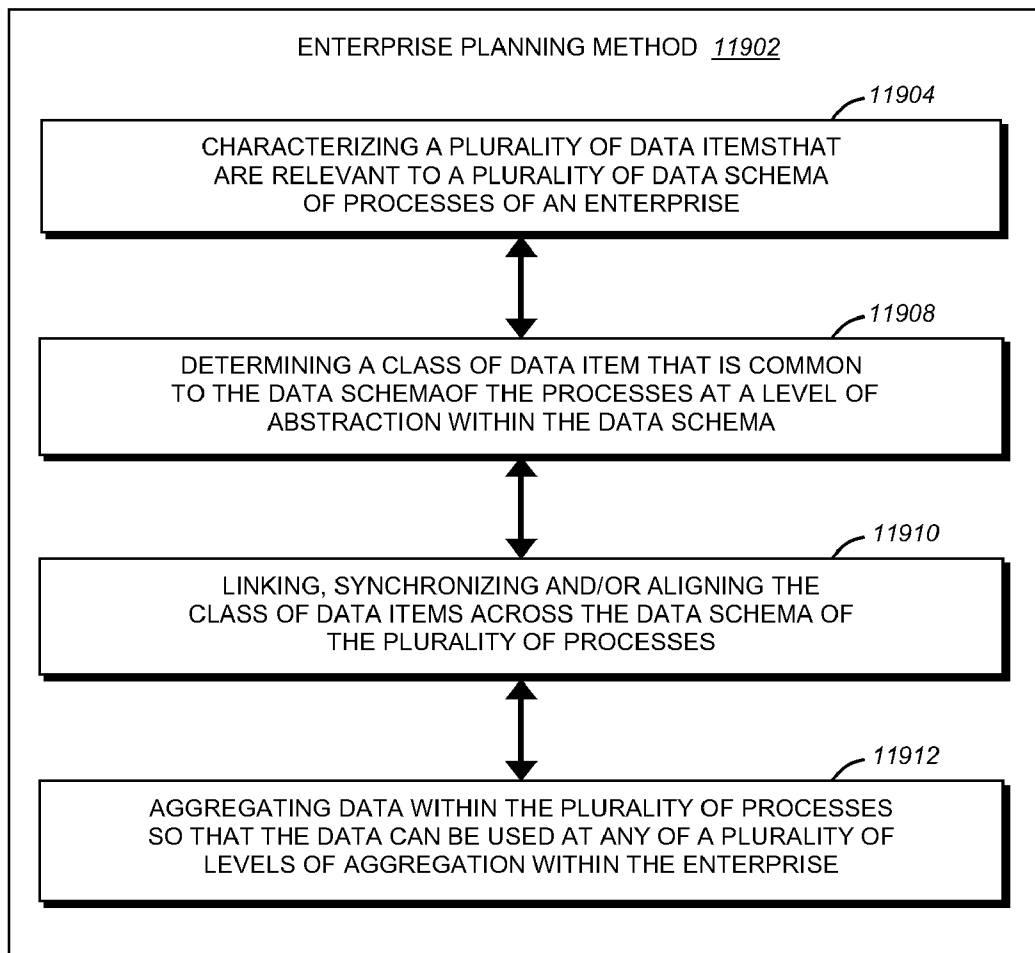 ENTERPRISE PLANNING METHOD 11902
11904
CHARACTERIZING A PLURALITY OF DATA ITEMSTHAT
ARE RELEVANT TO A PLURALITY OF DATA SCHEMA
OF PROCESSES OF AN ENTERPRISE
11908
DETERMINING A CLASS OF DATA ITEM THAT IS COMMON
TO THE DATA SCHEMAOF THE PROCESSES AT A LEVEL OF
ABSTRACTION WITHIN THE DATA SCHEMA
11910
LINKING, SYNCHRONIZING AND/OR ALIGNING THE
CLASS OF DATA ITEMS ACROSS THE DATA SCHEMA OF
THE PLURALITY OF PROCESSES
11912
AGGREGATING DATA WITHIN THE PLURALITY OF PROCESSES
SO THAT THE DATA CAN BE USED AT ANY OF A PLURALITY OF
LEVELS OF AGGREGATION WITHIN THE ENTERPRISE